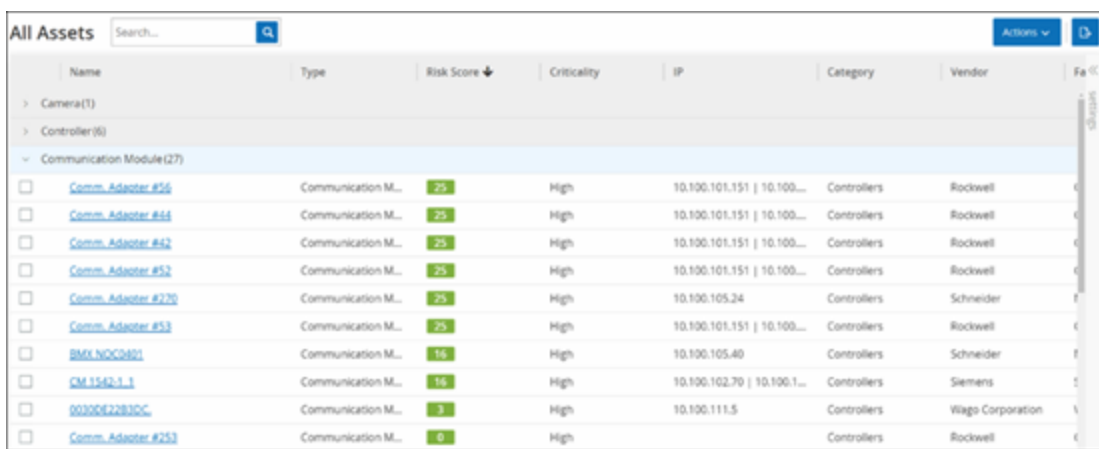 All Assets Search... Actions
Name Type Risk Score Criticality IP Category Vendor Fa
settings
Camera(1)
Controller(6)
Communication Module(27)
Comm. Adapter #56 Communication M... 25 High 10.100.101.151 | 10.100.... Controllers Rockwell
Comm. Adapter #44 Communication M... 25 High 10.100.101.151 | 10.100.... Controllers Rockwell
Comm. Adapter #42 Communication M... 25 High 10.100.101.151 | 10.100.... Controllers Rockwell
Comm. Adapter #52 Communication M... 25 High 10.100.101.151 | 10.100.... Controllers Rockwell
Comm. Adapter #270 Communication M... 25 High 10.100.105.24 Controllers Schneider
Comm. Adapter #53 Communication M... 25 High 10.100.101.151 | 10.100.... Controllers Rockwell
BMX NOC0401 Communication M... 16 High 10.100.105.40 Controllers Schneider
CM 1542-1_1 Communication M... 16 High 10.100.102.70 | 10.100.1... Controllers Siemens
0030DE22B3DC. Communication M... 3 High 10.100.111.5 Controllers Wago Corporation
Comm. Adapter #253 Communication M... 0 High Controllers Rockwell